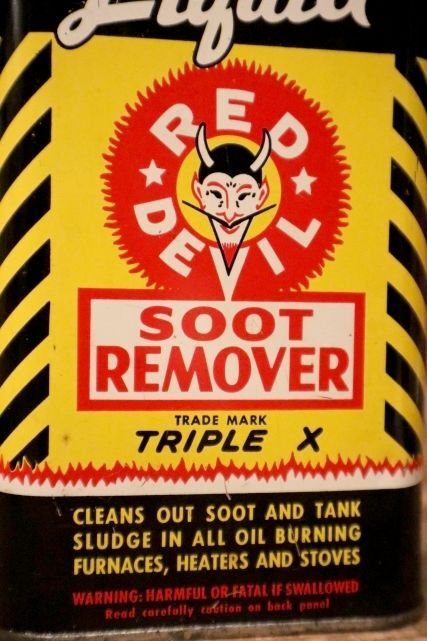 Liquid
RED
DEVIL
SOOT
REMOVER
TRADE MARK
TRIPLE X
CLEANS OUT SOOT AND TANK
SLUDGE IN ALL OIL BURNING
FURNACES, HEATERS AND STOVES
WARNING: HARMFUL OR FATAL IF SWALLOWED
Read carefully caution on back panel